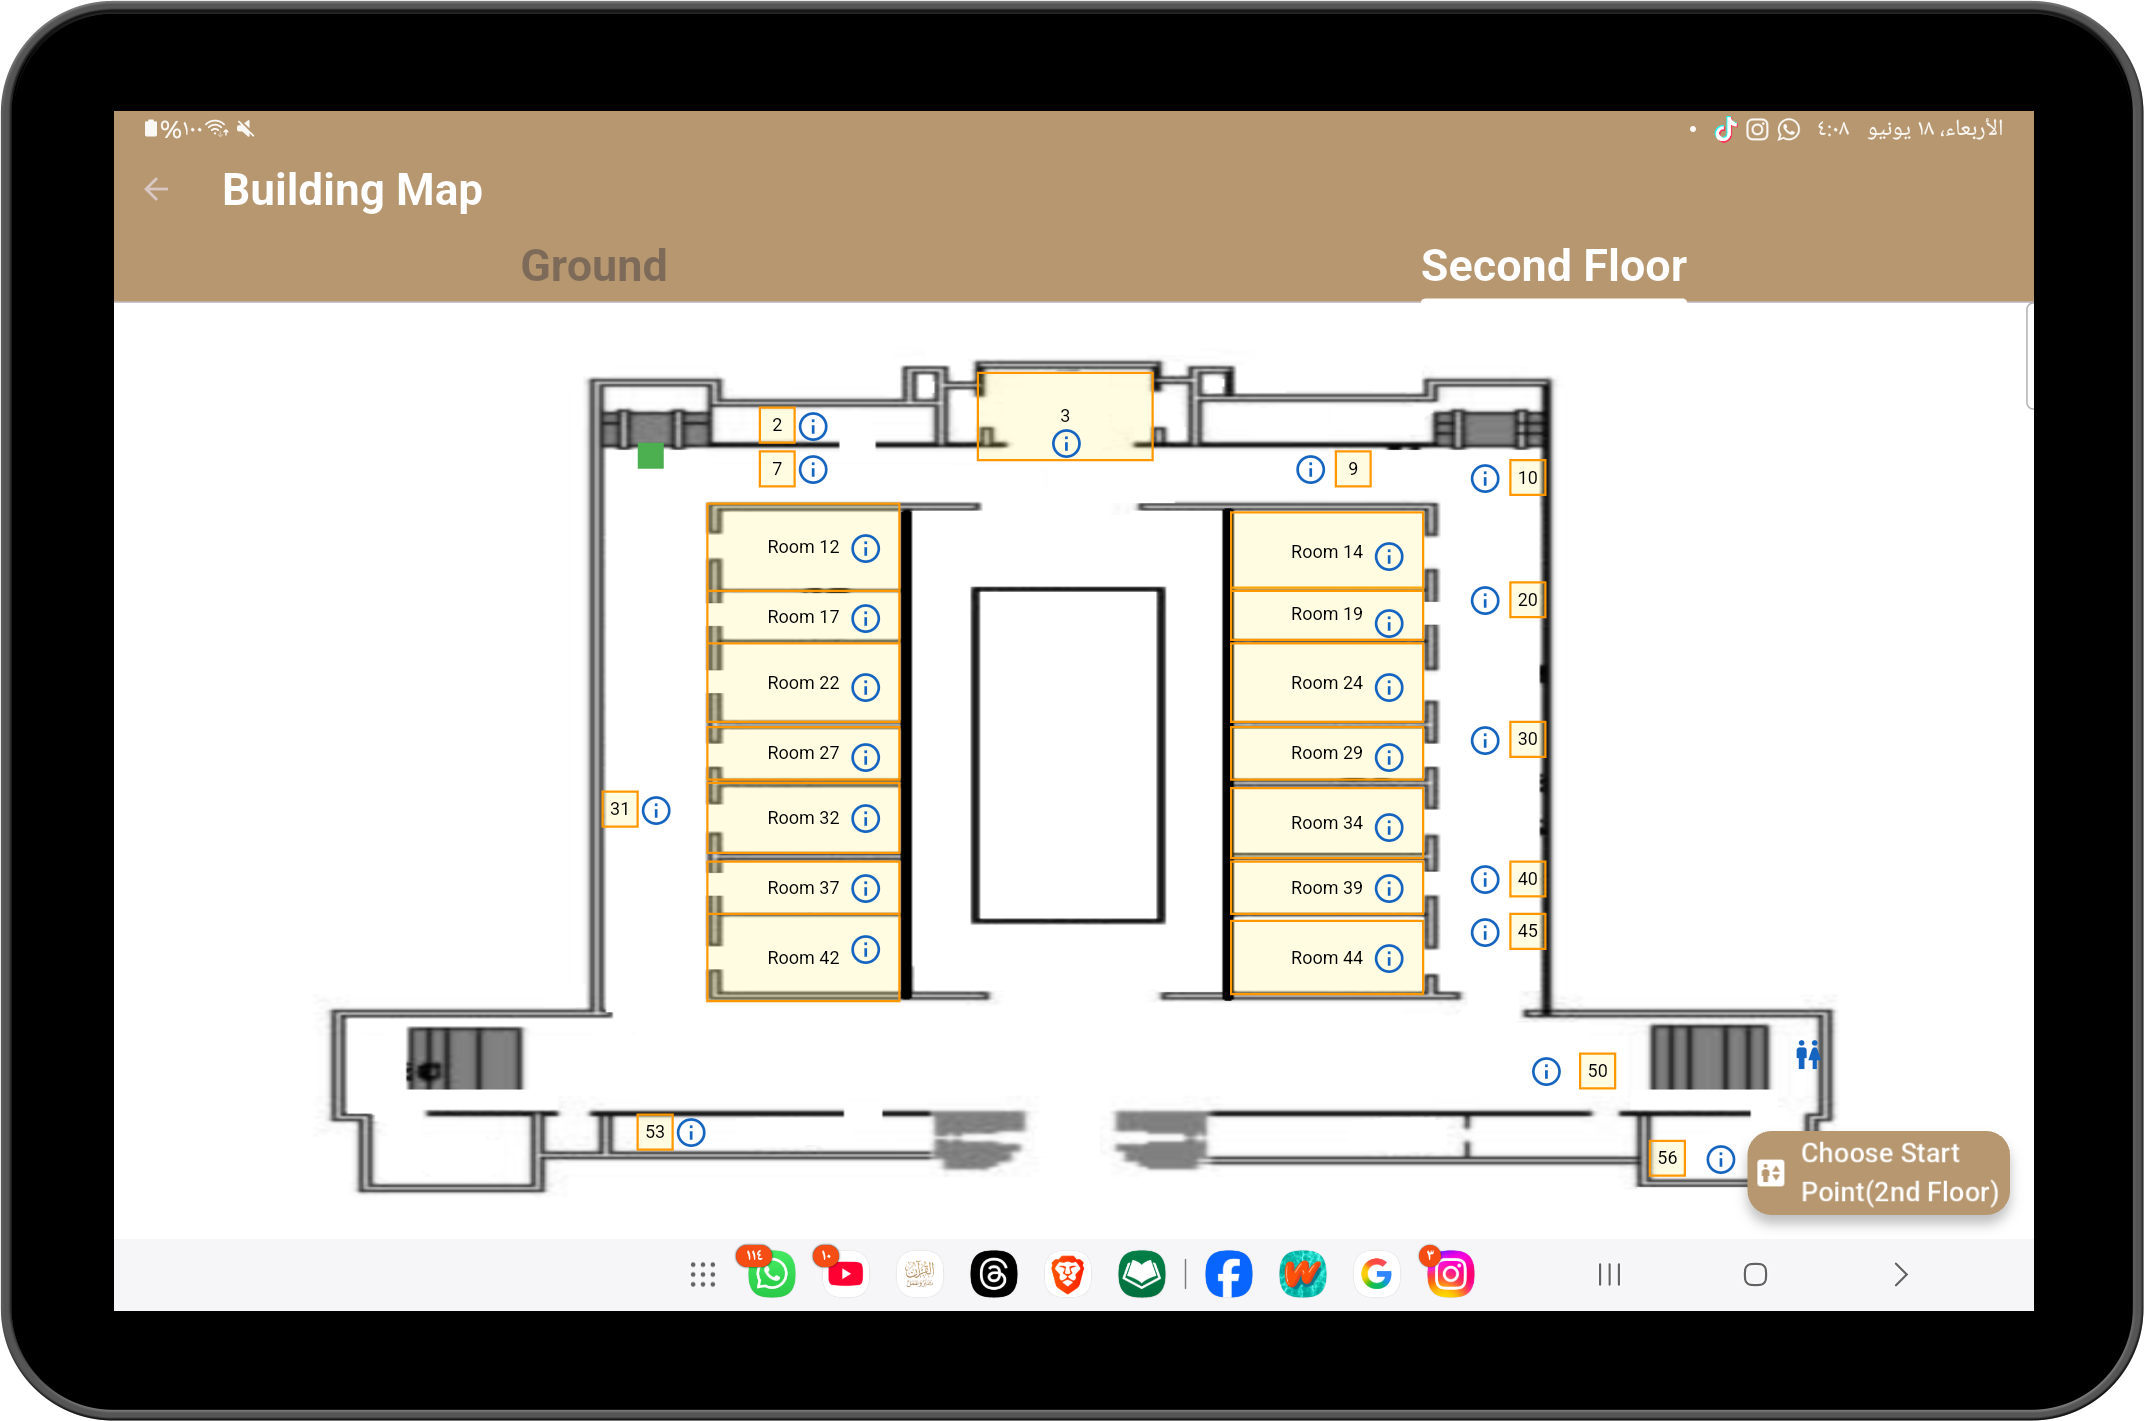 %١٠٠
٤:٠٨ الأربعاء، ١٨ يونيو
Building Map
Ground
Second Floor
3
2
7
9
10
Room 12
Room 14
Room 17
Room 19
20
Room 22
Room 24
Room 27
Room 29
30
31
Room 32
Room 34
Room 37
Room 39
40
Room 42
Room 44
45
50
53
56
Choose Start
Point(2nd Floor)
١١٤
١٠
٣